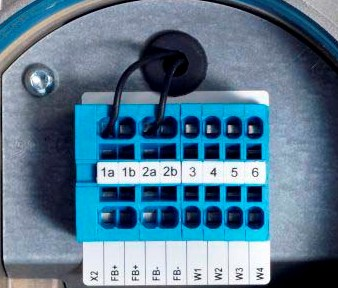 1a 1b 2a 2b 3 4 5 6
X2 FB+ FB+ FB- FB- W1 W2 W3 W4